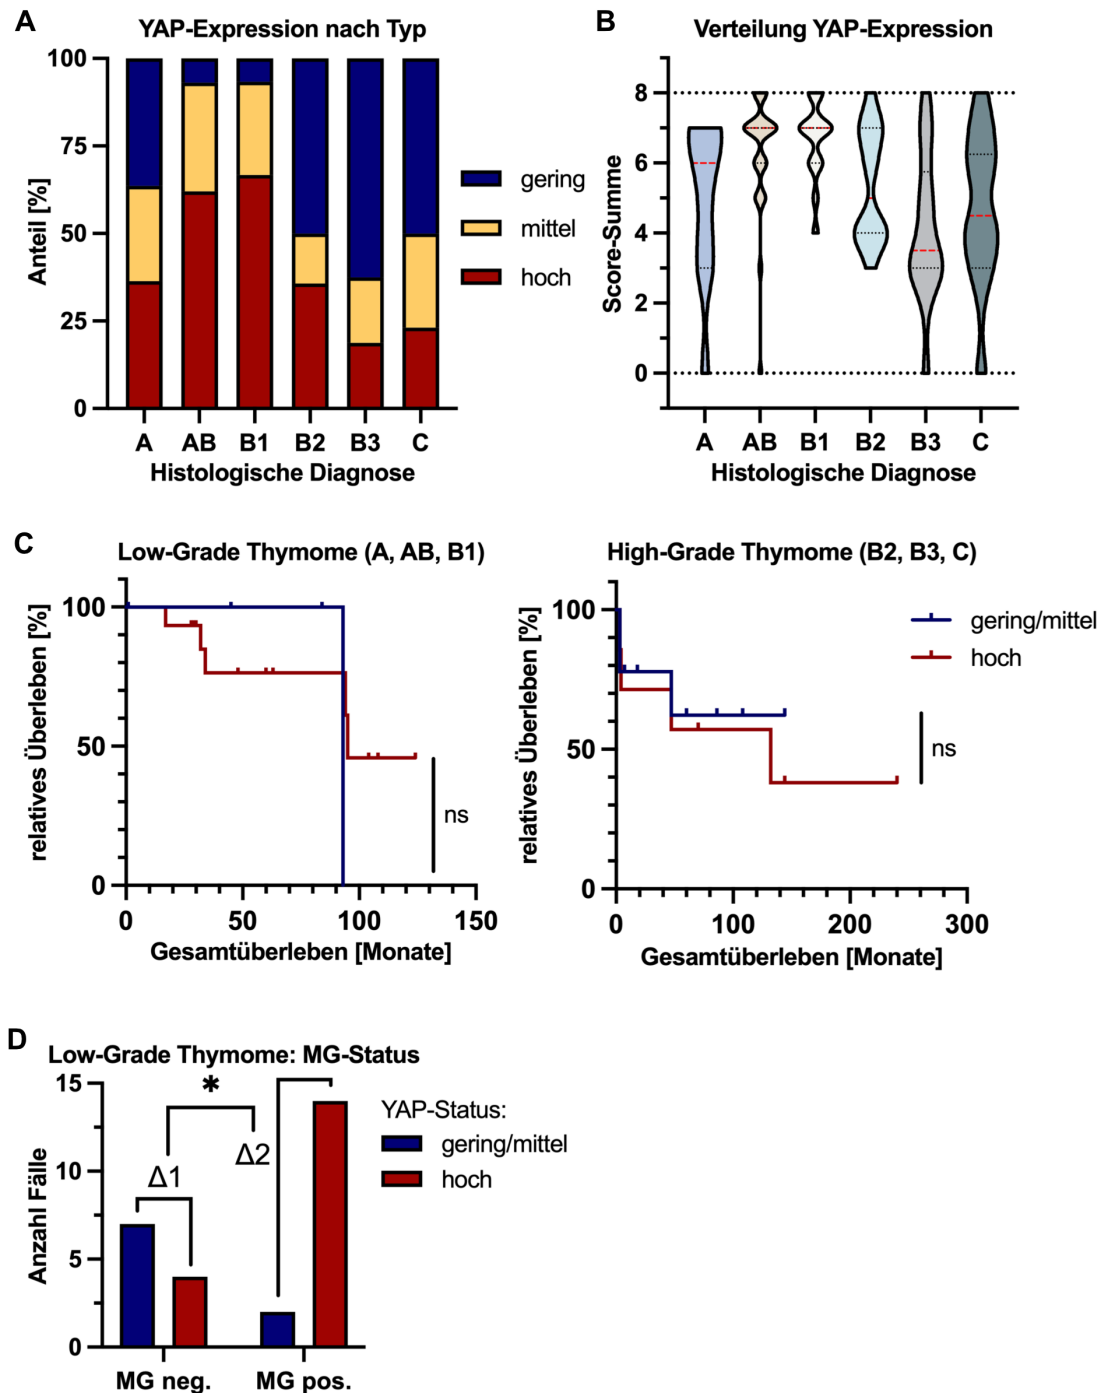 A
YAP-Expression nach Typ
Anteil [%]
100
75
50
25
0
A AB B1 B2 B3 C
Histologische Diagnose
gering
mittel
hoch
B
Verteilung YAP-Expression
Score-Summe
8
6
4
2
0
A AB B1 B2 B3 C
Histologische Diagnose
C
Low-Grade Thymome (A, AB, B1)
relatives Überleben [%]
100
50
0
0 50 100 150
Gesamtüberleben [Monate]
ns
High-Grade Thymome (B2, B3, C)
relatives Überleben [%]
100
50
0
0 100 200 300
Gesamtüberleben [Monate]
gering/mittel
hoch
ns
D
Low-Grade Thymome: MG-Status
Anzahl Fälle
15
10
5
0
*
Δ1
Δ2
MG neg. MG pos.
YAP-Status:
gering/mittel
hoch